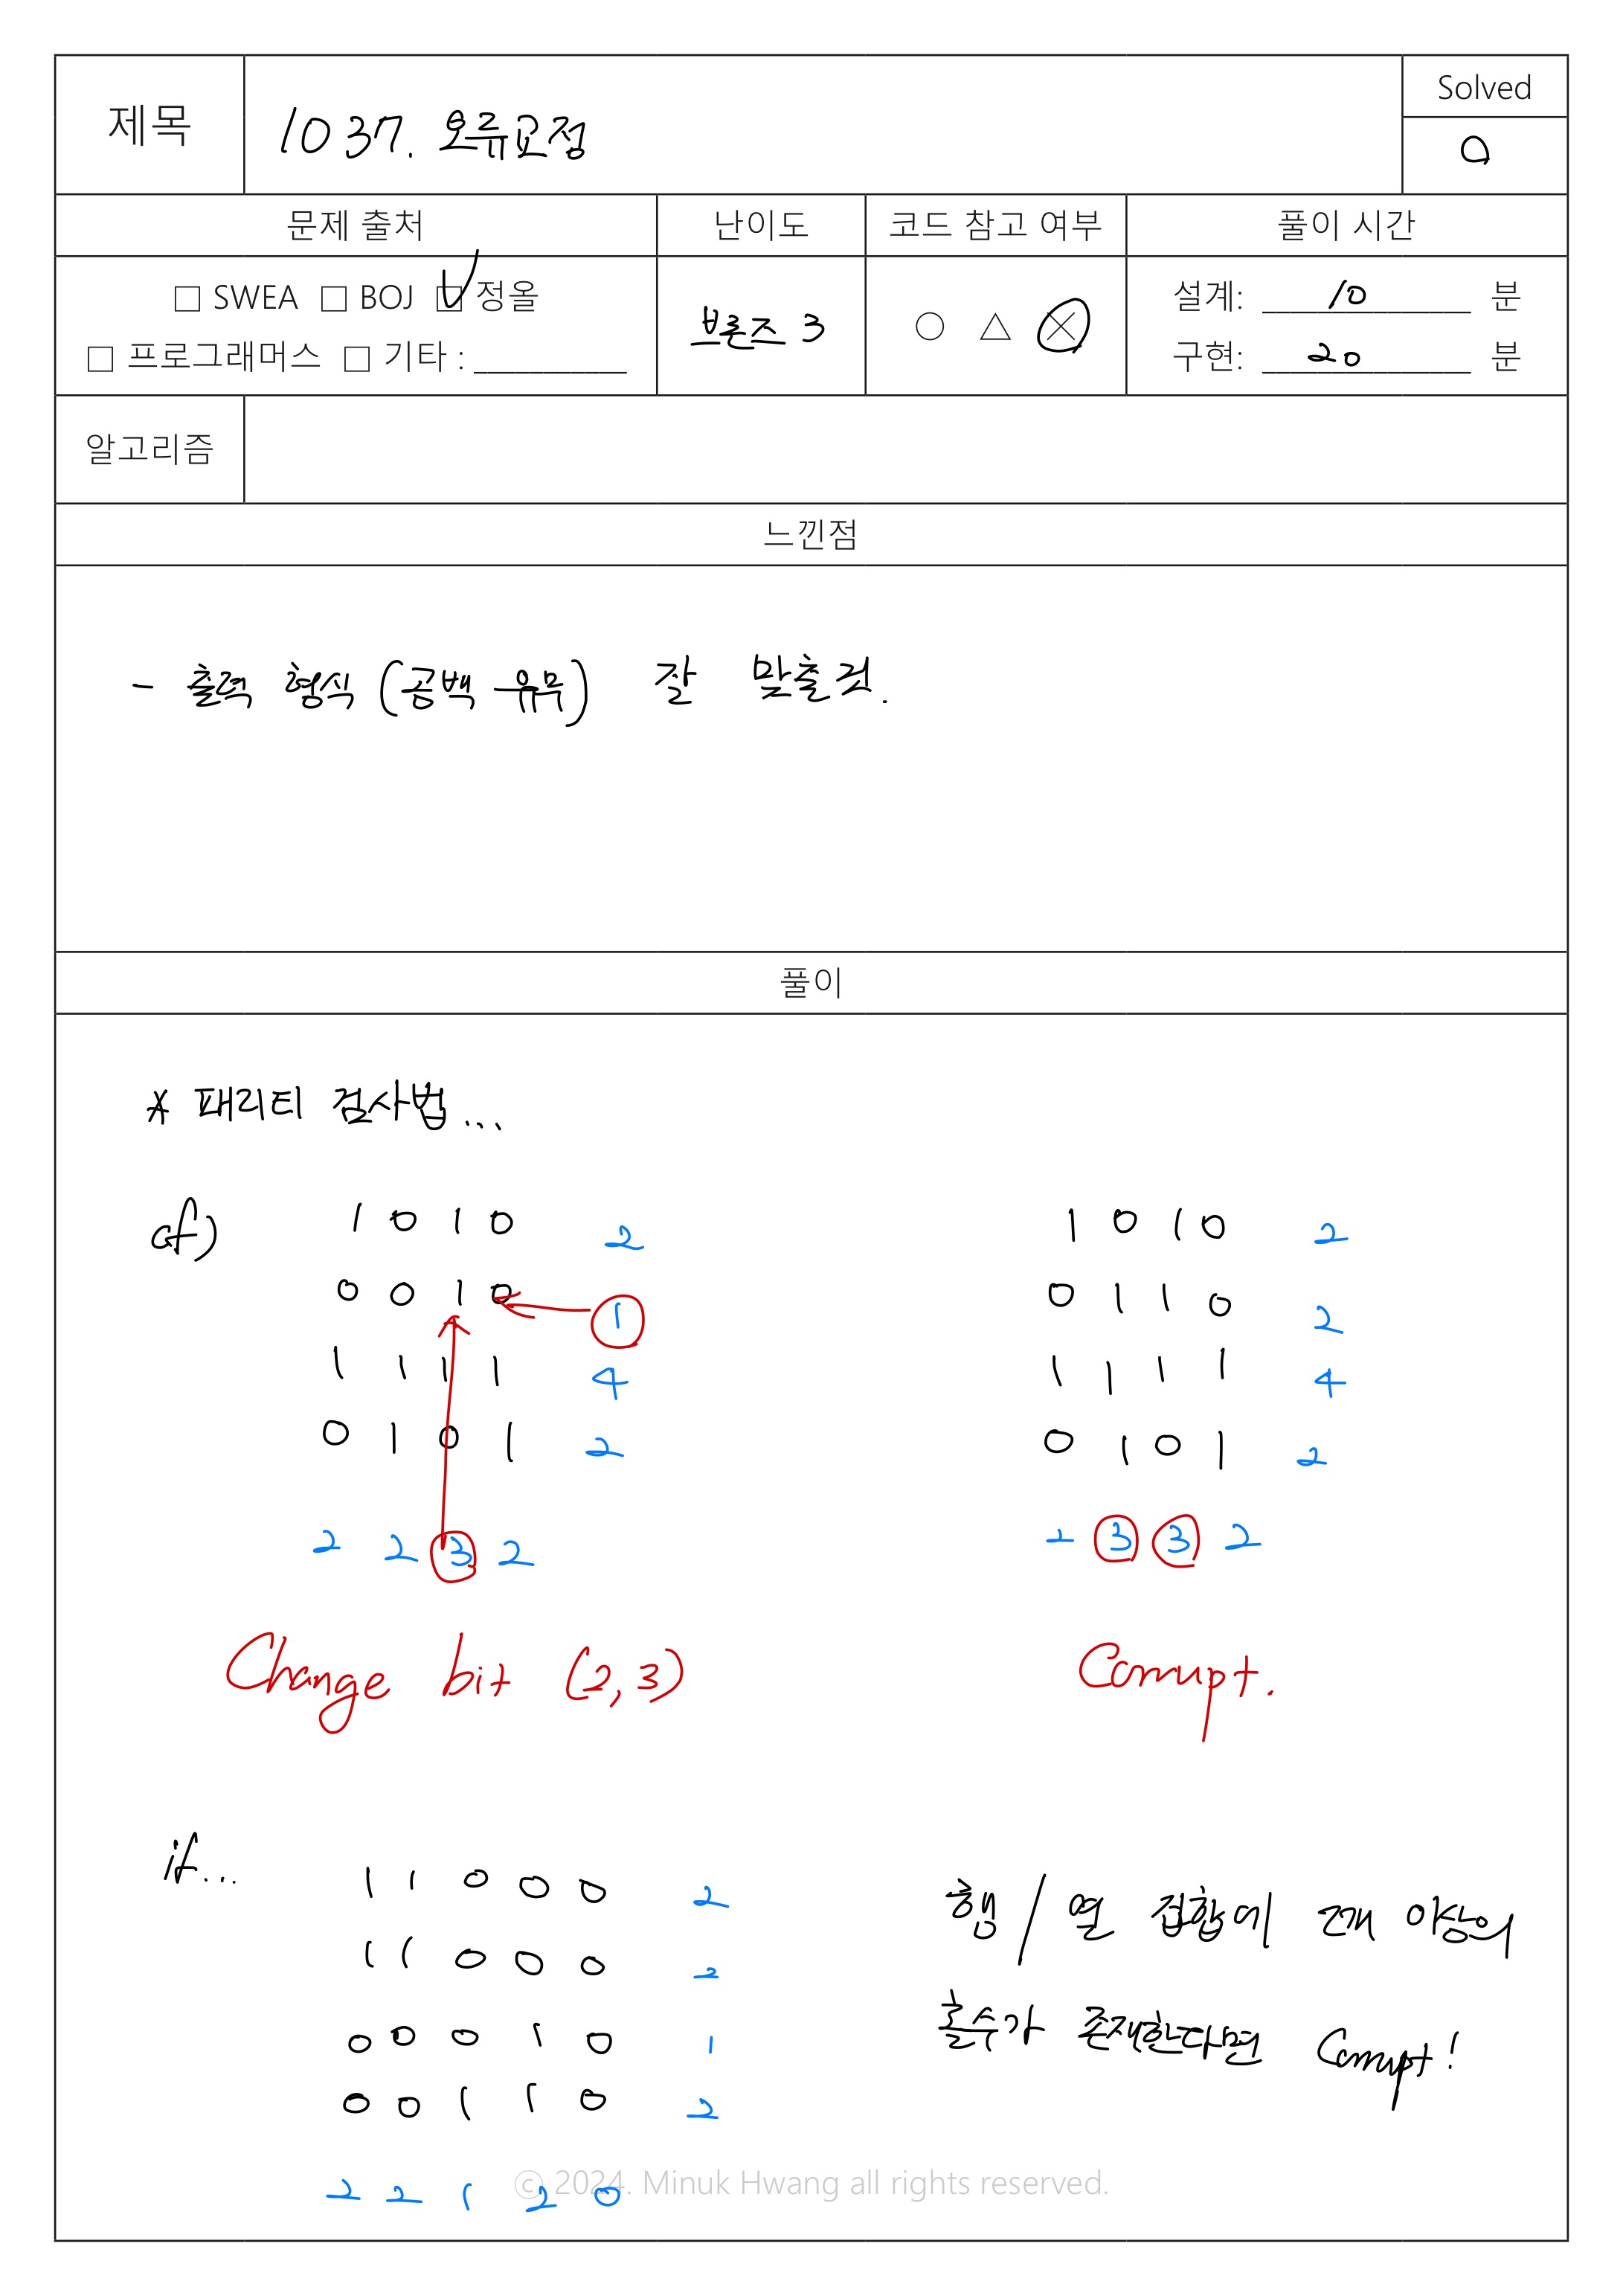 제목
1037. 오류교정
Solved
O
문제 출처
난이도
코드 참고 여부
풀이 시간
□ SWEA □ BOJ ☑ 정올
□ 프로그래머스 □ 기타 : ___________
브론즈 3
○ △ ╳
설계: 10 분
구현: 20 분
알고리즘
느낀점
- 출력 형식 (공백 유무) 잘 맞출것.
풀이
* 패리티 검사법...
cf)
1 0 1 0 2
0 0 1 0 1
1 1 1 1 4
0 1 0 1 2
2 2 3 2
Change bit (2,3)
1 0 1 0 2
0 1 1 0 2
1 1 1 1 4
0 1 0 1 2
2 3 3 2
Corrupt.
if...
1 1 0 0 0 2
1 1 0 0 0 2
0 0 0 1 0 1
0 0 1 1 0 2
2 2 1 2 0
행/열 집합에 2개 이상의
홀수가 존재한다면 Corrupt!
ⓒ 2024. Minuk Hwang all rights reserved.